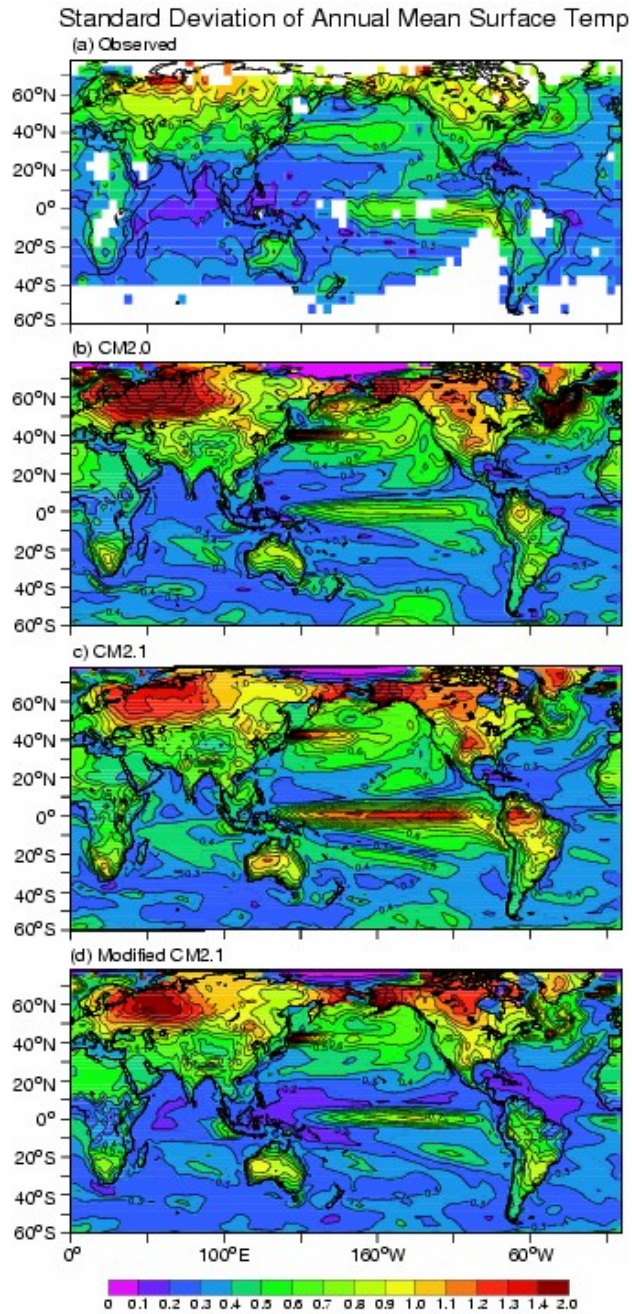 Standard Deviation of Annual Mean Surface Temp
(a) Observed
60°N
40°N
20°N
0°
20°S
40°S
60°S
(b) CM2.0
60°N
40°N
20°N
0°
20°S
40°S
60°S
c) CM2.1
60°N
40°N
20°N
0°
20°S
40°S
60°S
(d) Modified CM2.1
60°N
40°N
20°N
0°
20°S
40°S
60°S
0° 100°E 160°W 60°W
0 0.1 0.2 0.3 0.4 0.5 0.6 0.7 0.8 0.9 1.0 1.1 1.2 1.3 1.4 2.0